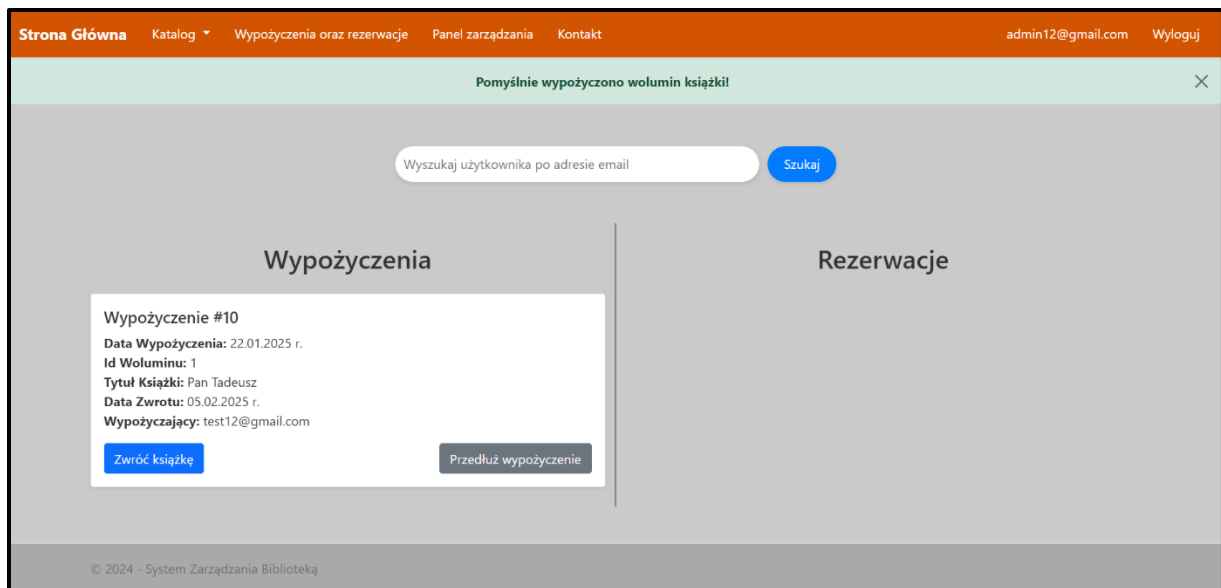 Strona Główna Katalog Wypożyczenia oraz rezerwacje Panel zarządzania Kontakt admin12@gmail.com Wyloguj
Pomyślnie wypożyczono wolumin książki!
Wyszukaj użytkownika po adresie email Szukaj
Wypożyczenia
Wypożyczenie #10
Data Wypożyczenia: 22.01.2025 r.
Id Woluminu: 1
Tytuł Książki: Pan Tadeusz
Data Zwrotu: 05.02.2025 r.
Wypożyczający: test12@gmail.com
Zwróć książkę Przedłuż wypożyczenie
Rezerwacje
© 2024 - System Zarządzania Biblioteką